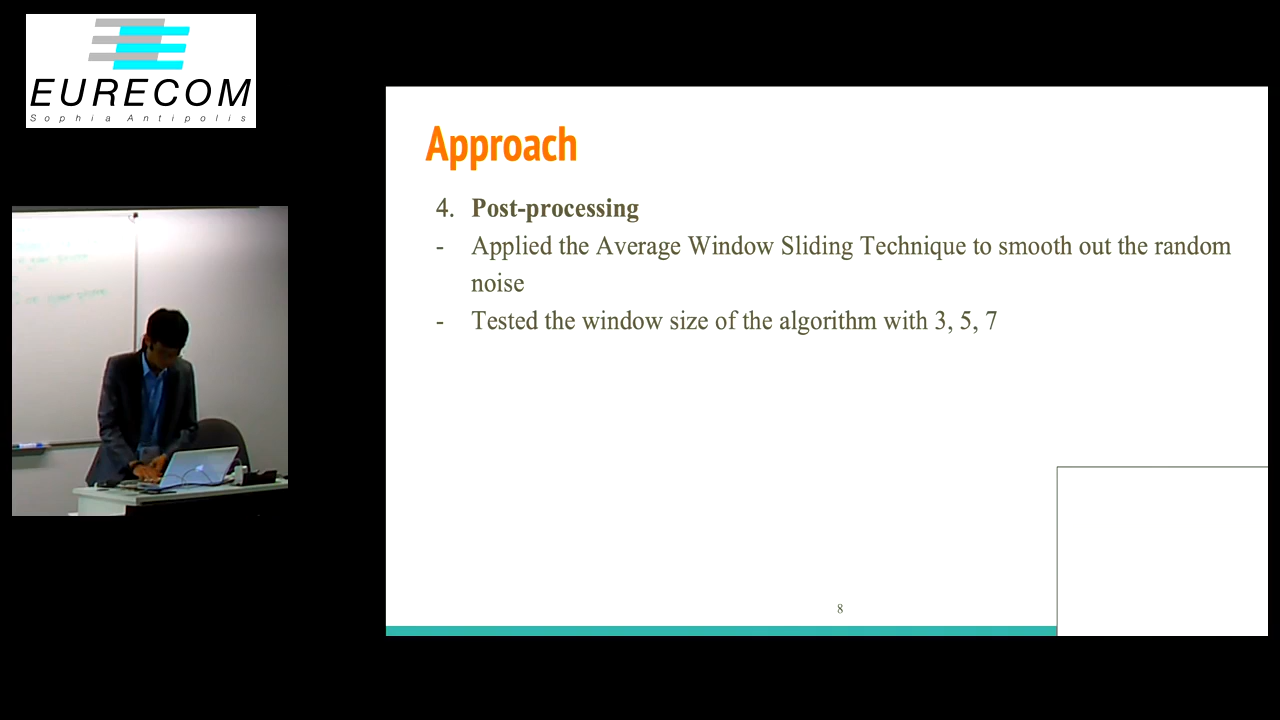 EURECOM
Sophia Antipolis
Approach
4. Post-processing
- Applied the Average Window Sliding Technique to smooth out the random
noise
- Tested the window size of the algorithm with 3, 5, 7
8